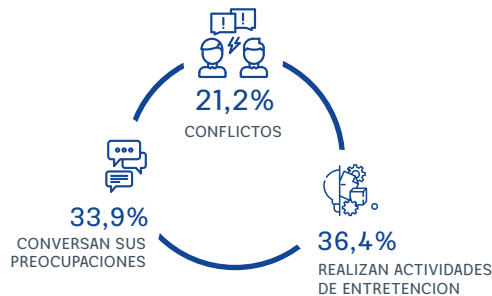 21,2%
CONFLICTOS
33,9%
CONVERSAN SUS
PREOCUPACIONES
36,4%
REALIZAN ACTIVIDADES
DE ENTRETENCION